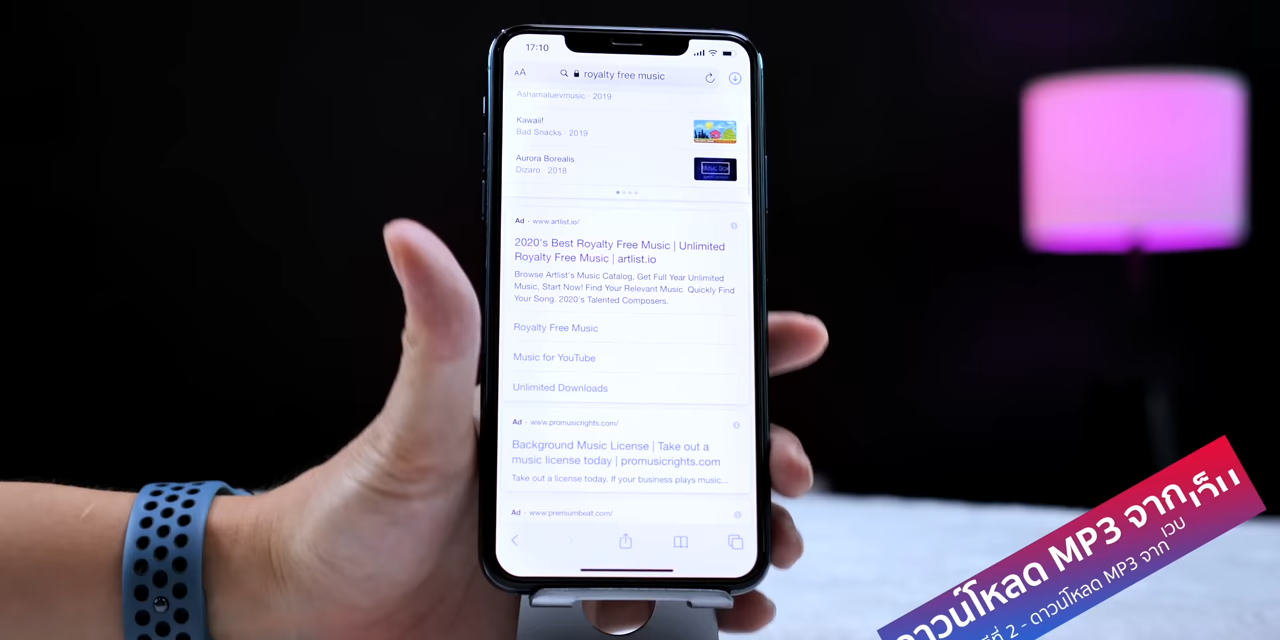 17:10
AA royalty free music
Ashamaluevmusic · 2019
Kawaii!
Bad Snacks · 2019
Aurora Borealis
Dizaro · 2018
Ad · www.artlist.io/
2020's Best Royalty Free Music | Unlimited
Royalty Free Music | artlist.io
Browse Artlist's Music Catalog, Get Full Year Unlimited
Music, Start Now! Find Your Relevant Music. Quickly Find
Your Song. 2020's Talented Composers.
Royalty Free Music
Music for YouTube
Unlimited Downloads
Ad · www.promusicrights.com/
Background Music License | Take out a
music license today | promusicrights.com
Take out a license today. If your business plays music...
Ad · www.premiumbeat.com/
ดาวน์โหลด MP3 จากเว็บ
ที่ 2 - ดาวน์โหลด MP3 จาก